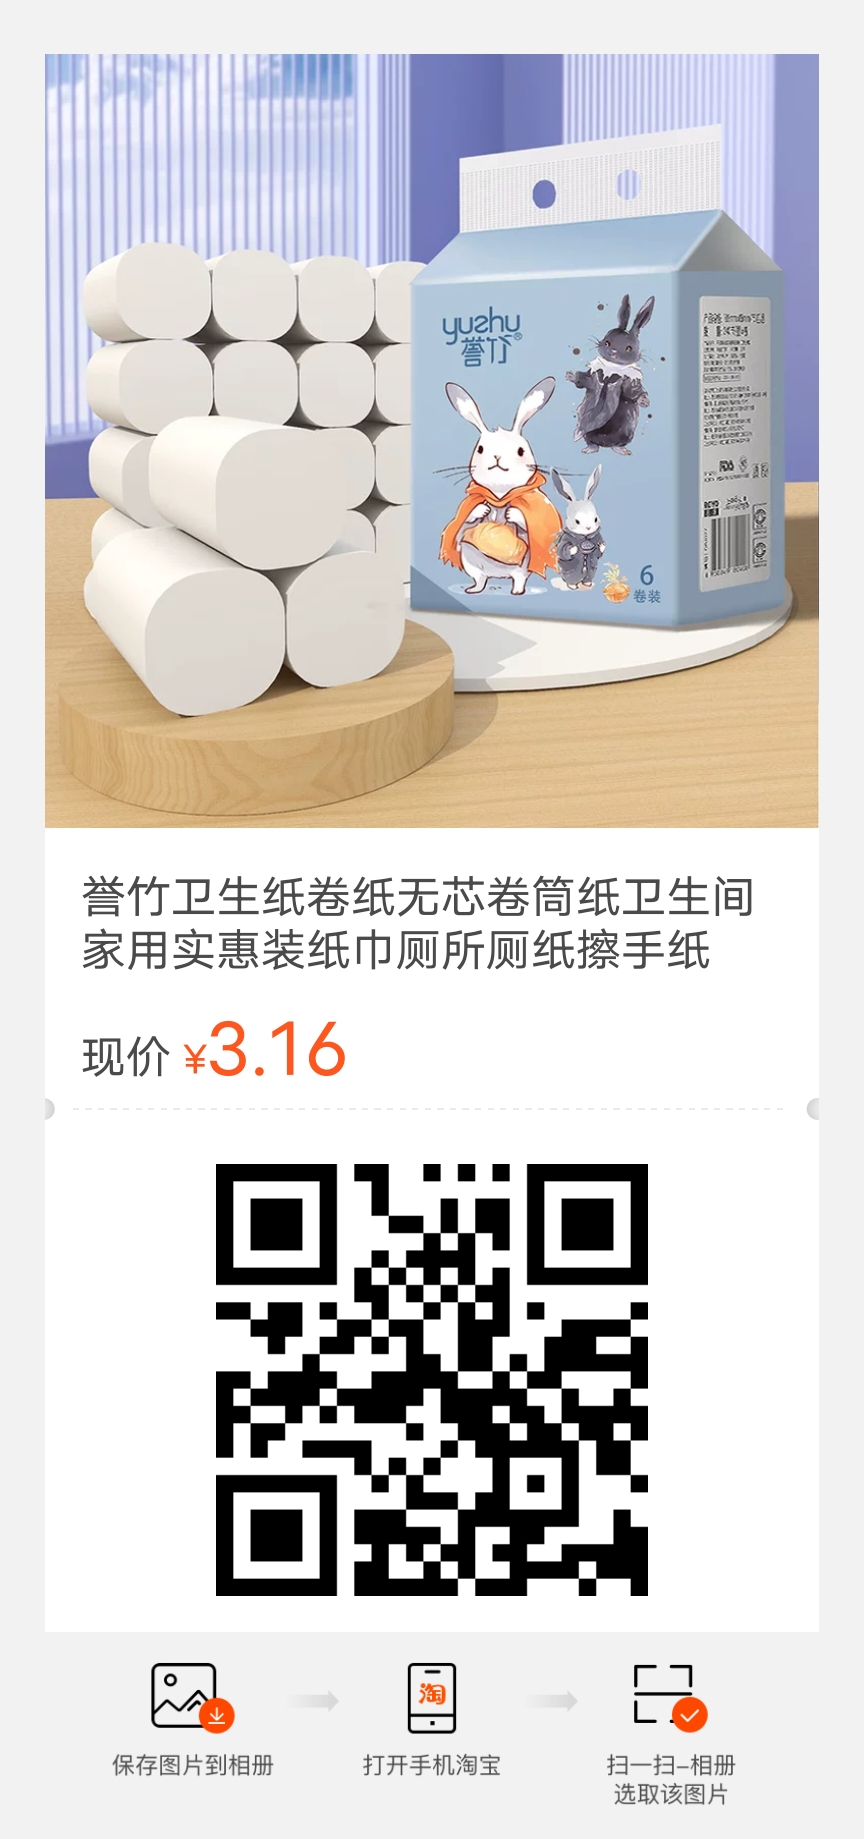 yushu
誉竹®
6
卷装
誉竹卫生纸卷纸无芯卷筒纸卫生间
家用实惠装纸巾厕所厕纸擦手纸
现价 ¥3.16
淘
保存图片到相册
打开手机淘宝
扫一扫-相册
选取该图片